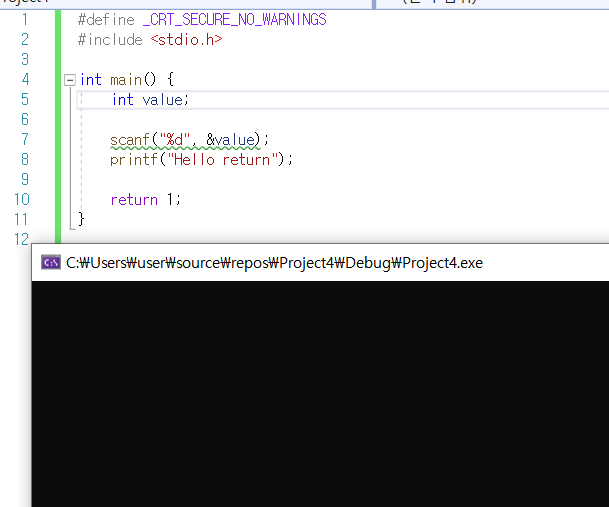 1 #define _CRT_SECURE_NO_WARNINGS
2 #include <stdio.h>
3
4 int main() {
5 int value;
6
7 scanf("%d", &value);
8 printf("Hello return");
9
10 return 1;
11 }
12
C:\ C:₩Users₩user₩source₩repos₩Project4₩Debug₩Project4.exe